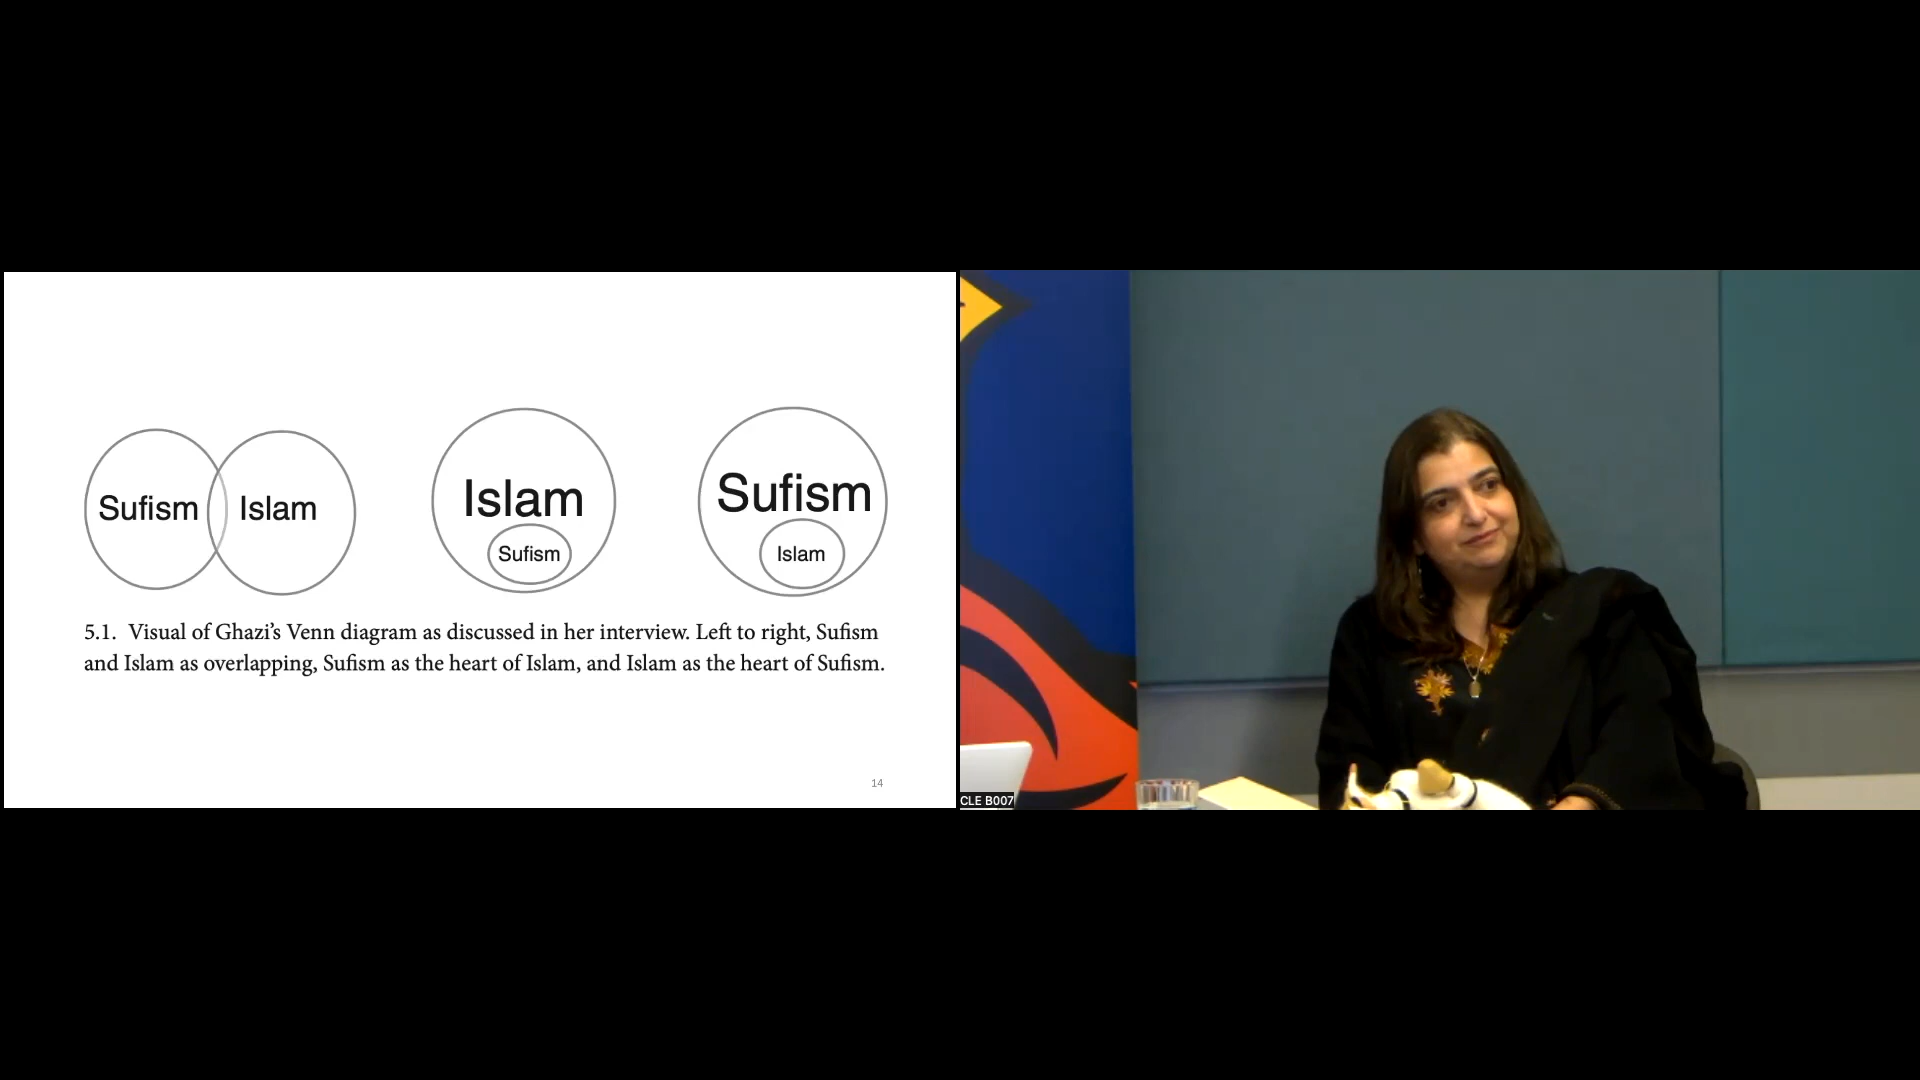 Sufism
Islam
Islam
Sufism
Sufism
Islam
5.1. Visual of Ghazi’s Venn diagram as discussed in her interview. Left to right, Sufism
and Islam as overlapping, Sufism as the heart of Islam, and Islam as the heart of Sufism.
14
CLE B007